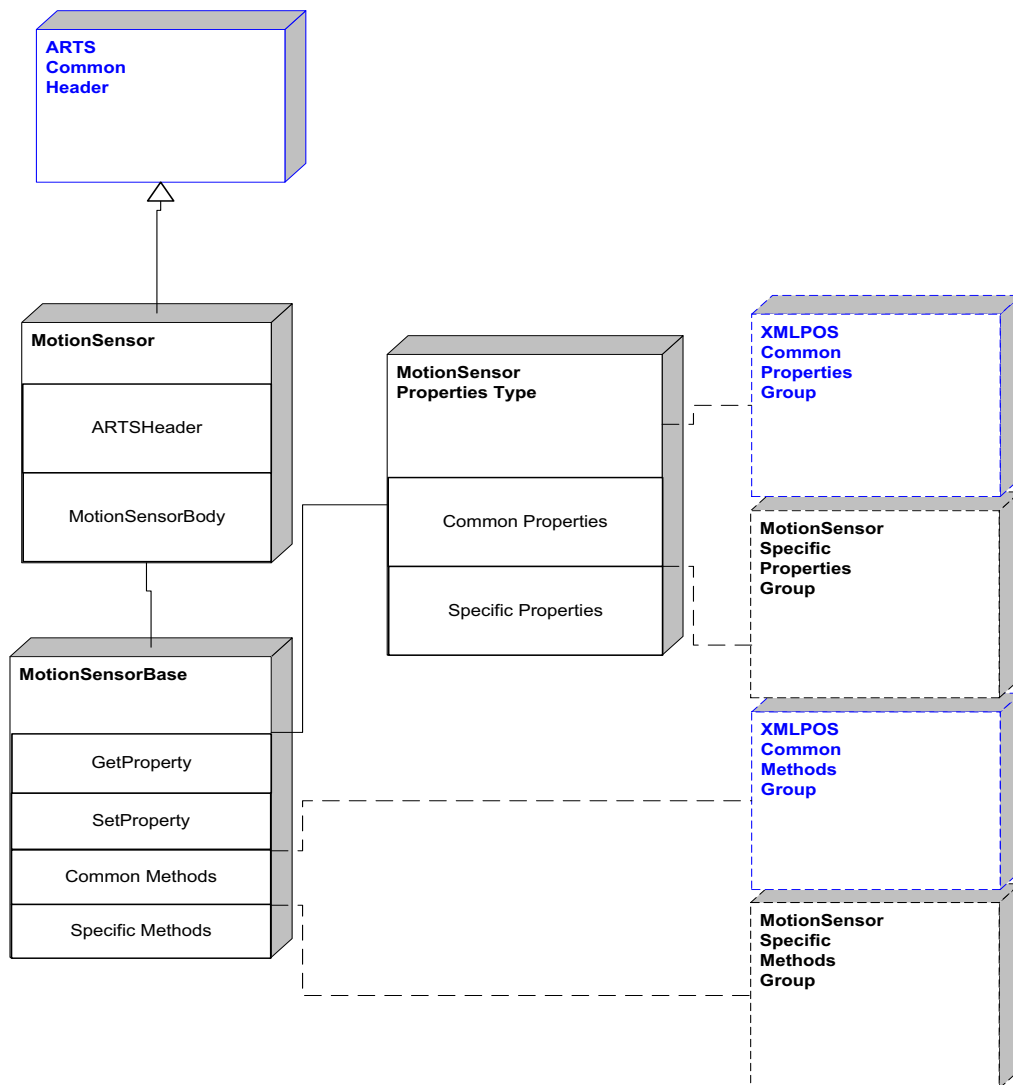 ARTS
Common
Header
MotionSensor
ARTSHeader
MotionSensorBody
MotionSensorBase
GetProperty
SetProperty
Common Methods
Specific Methods
MotionSensor
Properties Type
Common Properties
Specific Properties
XMLPOS
Common
Properties
Group
MotionSensor
Specific
Properties
Group
XMLPOS
Common
Methods
Group
MotionSensor
Specific
Methods
Group